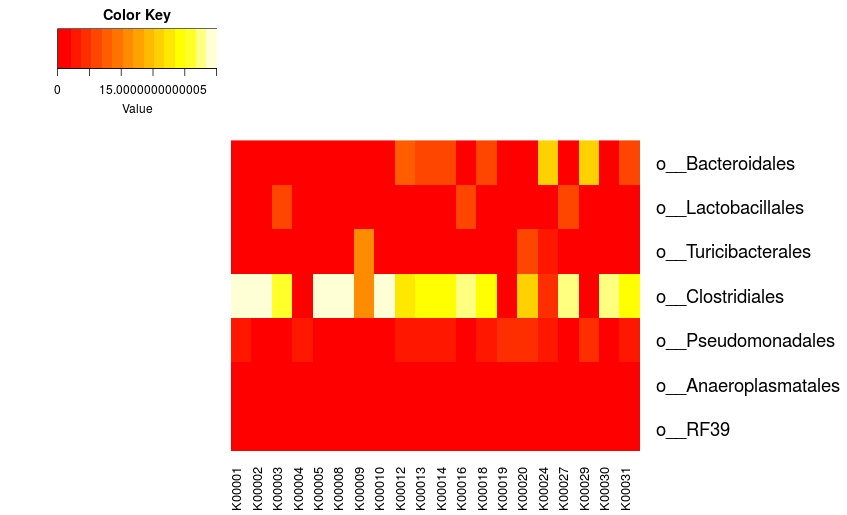 Color Key
0 15.0000000000005
Value
o__Bacteroidales
o__Lactobacillales
o__Turicibacterales
o__Clostridiales
o__Pseudomonadales
o__Anaeroplasmatales
o__RF39
K00001
K00002
K00003
K00004
K00005
K00008
K00009
K00010
K00012
K00013
K00014
K00016
K00018
K00019
K00020
K00024
K00027
K00029
K00030
K00031